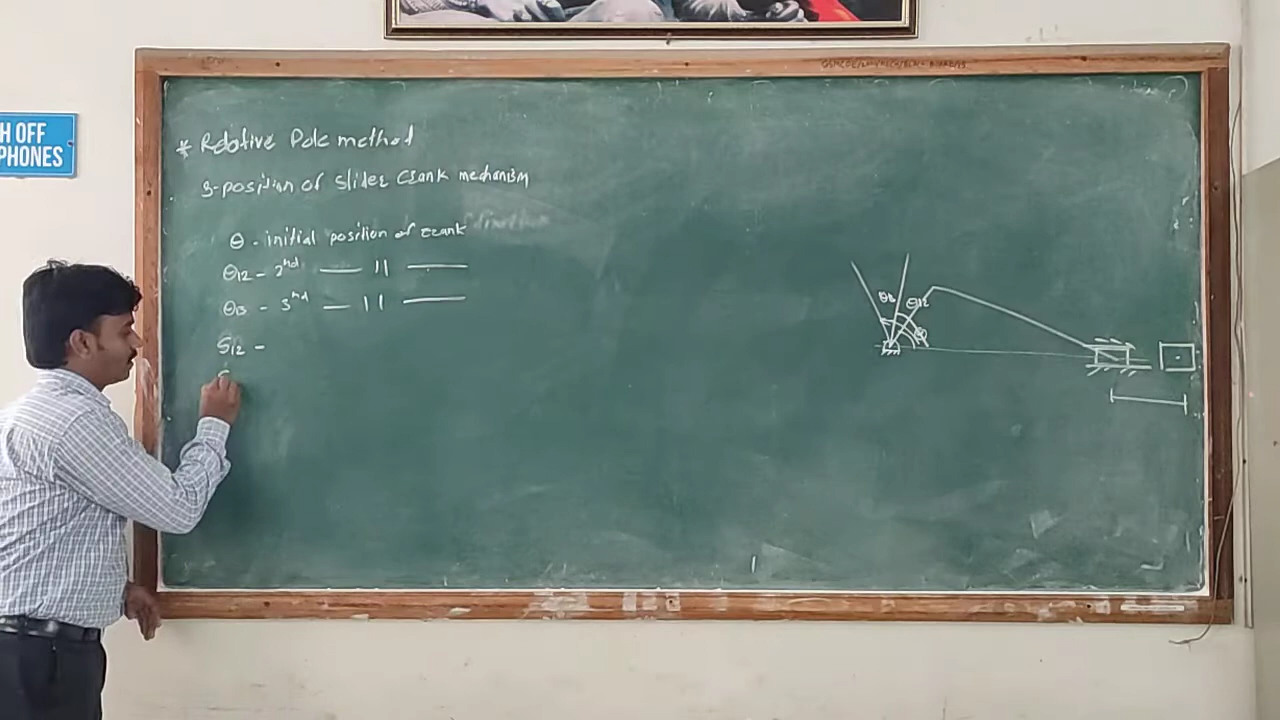 H OFF
PHONES
* Relative Pole method
3-position of slider crank mechanism
θ - initial position of crank
θ12 - 2nd — 11 —
θ13 - 3rd — 11 —
S12 -
θ13 θ12